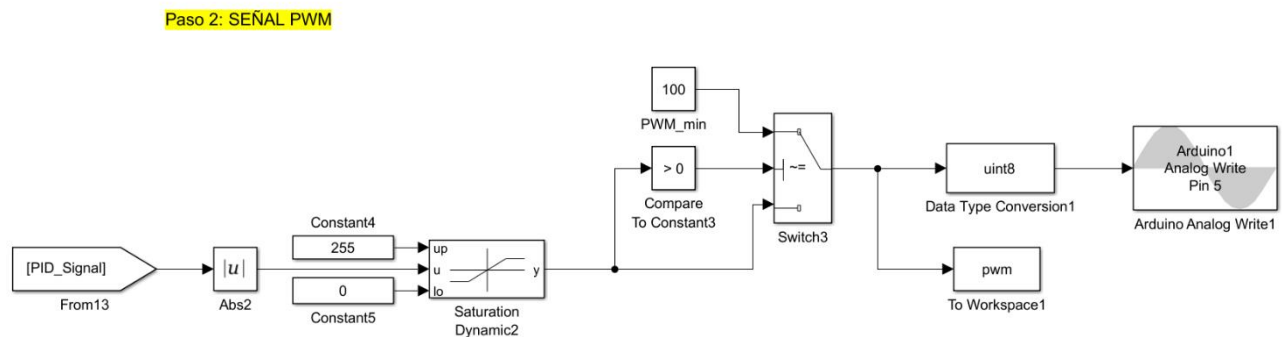 Paso 2: SEÑAL PWM
100
PWM_min
> 0
Compare
To Constant3
~=
Switch3
uint8
Data Type Conversion1
Arduino1
Analog Write
Pin 5
Arduino Analog Write1
[PID_Signal]
From13
|u|
Abs2
Constant4
255
0
Constant5
up
u
lo
y
Saturation
Dynamic2
pwm
To Workspace1